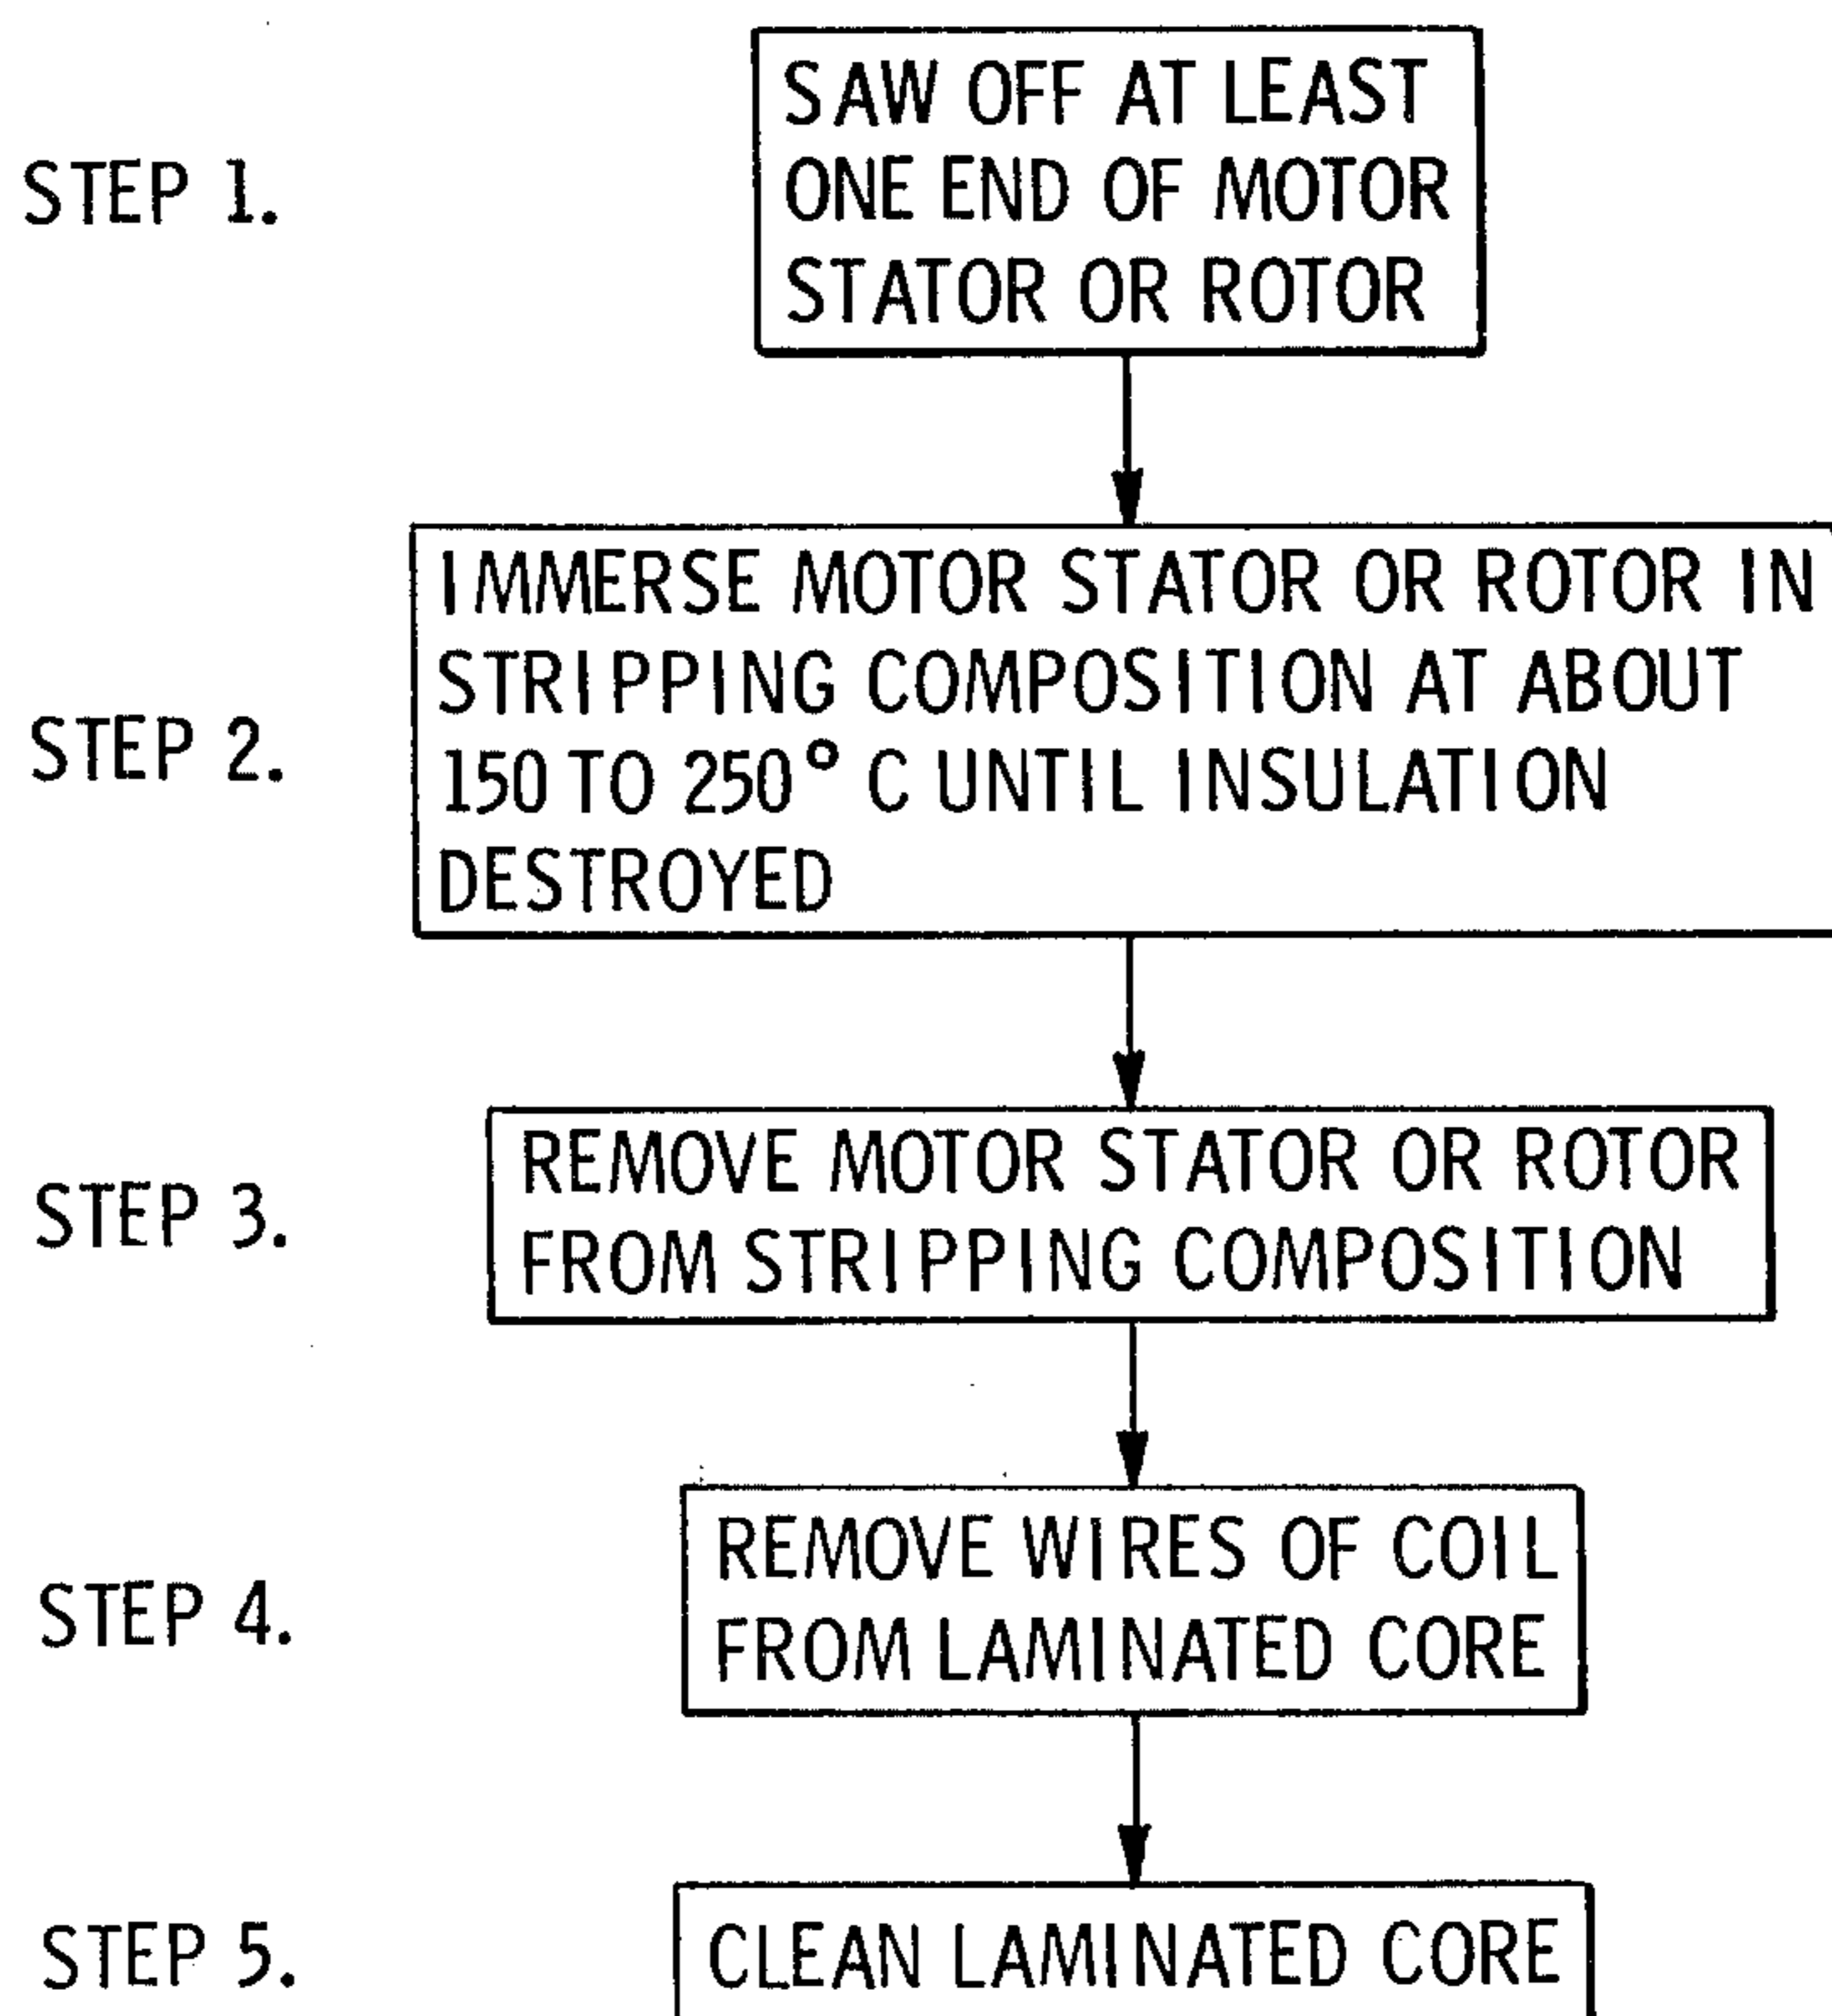 STEP 1.
SAW OFF AT LEAST
ONE END OF MOTOR
STATOR OR ROTOR
STEP 2.
IMMERSE MOTOR STATOR OR ROTOR IN
STRIPPING COMPOSITION AT ABOUT
150 TO 250° C UNTIL INSULATION
DESTROYED
STEP 3.
REMOVE MOTOR STATOR OR ROTOR
FROM STRIPPING COMPOSITION
STEP 4.
REMOVE WIRES OF COIL
FROM LAMINATED CORE
STEP 5.
CLEAN LAMINATED CORE